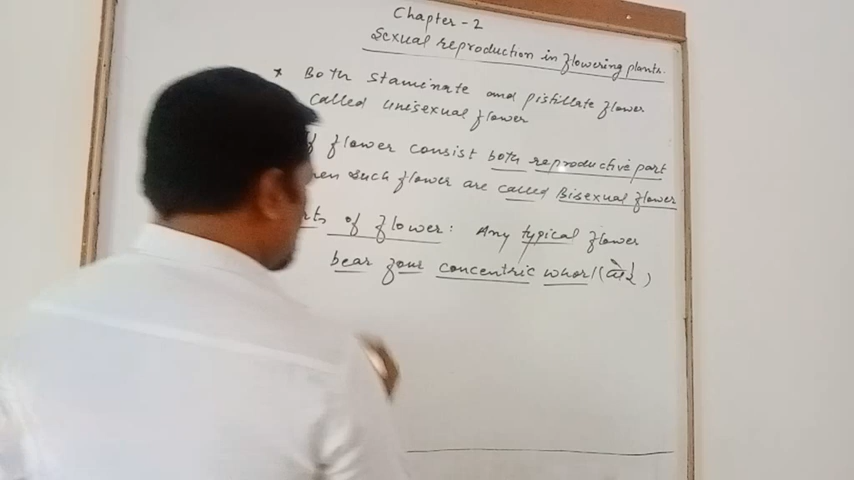 Chapter - 2
Sexual reproduction in flowering plants.
* Both staminate and pistillate flower
called unisexual flower
f flower consist both reproductive part
hen such flower are called Bisexual flower
rts of flower: Any typical flower
bear four concentric whorl (